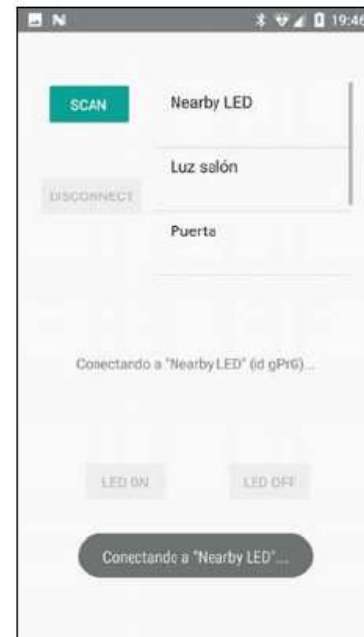 19:46
SCAN
Nearby LED
Luz salón
DISCONNECT
Puerta
Conectando a "Nearby LED" (id gPrG)...
LED ON
LED OFF
Conectando a "Nearby LED"...